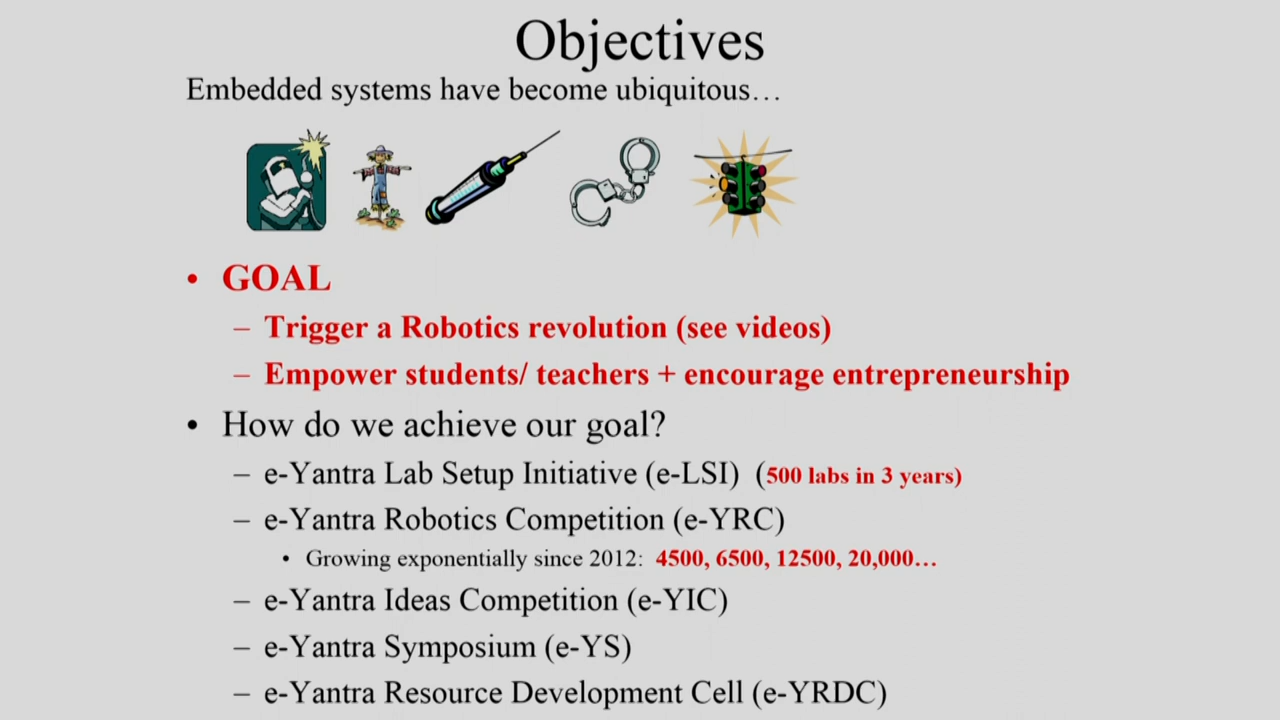 Objectives
Embedded systems have become ubiquitous…
• GOAL
– Trigger a Robotics revolution (see videos)
– Empower students/ teachers + encourage entrepreneurship
• How do we achieve our goal?
– e-Yantra Lab Setup Initiative (e-LSI) (500 labs in 3 years)
– e-Yantra Robotics Competition (e-YRC)
• Growing exponentially since 2012: 4500, 6500, 12500, 20,000…
– e-Yantra Ideas Competition (e-YIC)
– e-Yantra Symposium (e-YS)
– e-Yantra Resource Development Cell (e-YRDC)